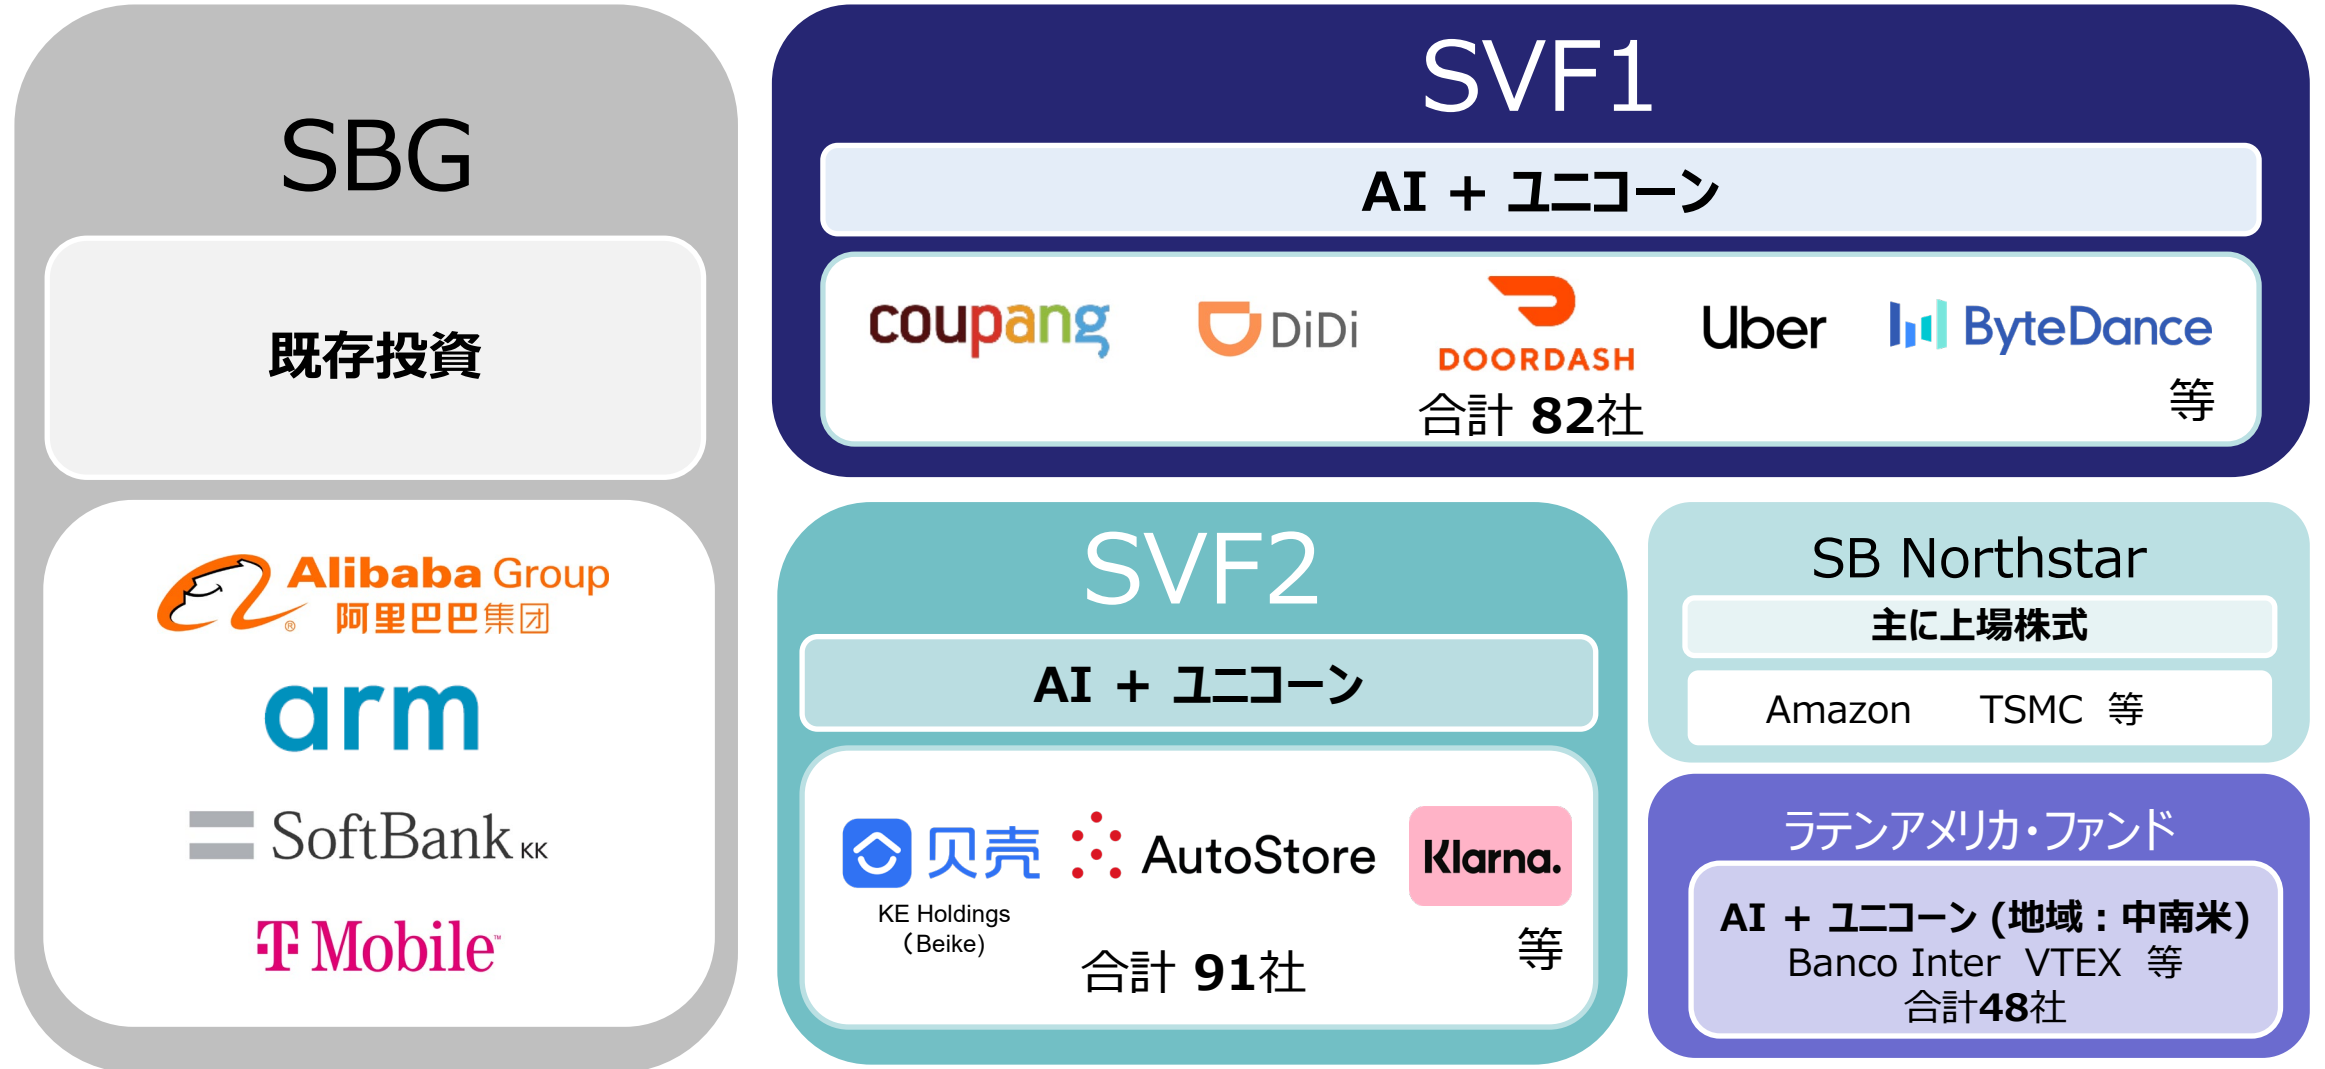 SBG
既存投資
Alibaba Group
阿里巴巴集团
®
arm
SoftBank KK
T Mobile™
SVF1
AI + ユニコーン
coupang DiDi DOORDASH Uber ByteDance
等
合計 82社
SVF2
AI + ユニコーン
贝壳 AutoStore Klarna.
KE Holdings
（Beike)
等
合計 91社
SB Northstar
主に上場株式
Amazon TSMC 等
ラテンアメリカ・ファンド
AI + ユニコーン (地域：中南米)
Banco Inter VTEX 等
合計48社